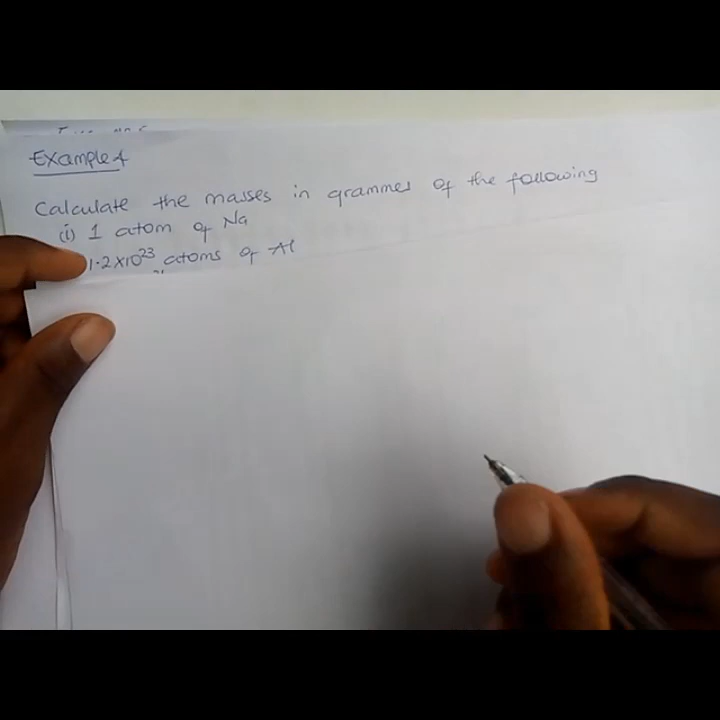 Example 4
Calculate the masses in grammes of the following
(i) 1 atom of Na
1.2x10²³ atoms of Al